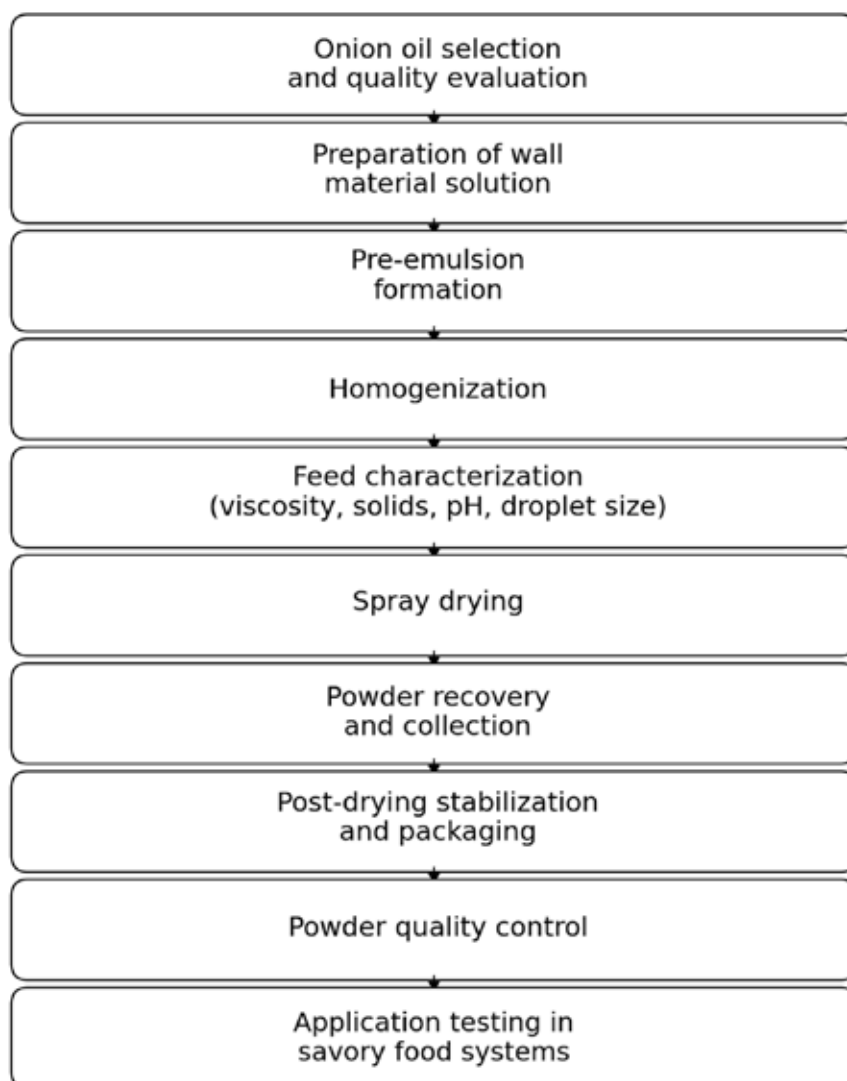 Onion oil selection
and quality evaluation
Preparation of wall
material solution
Pre-emulsion
formation
Homogenization
Feed characterization
(viscosity, solids, pH, droplet size)
Spray drying
Powder recovery
and collection
Post-drying stabilization
and packaging
Powder quality control
Application testing in
savory food systems